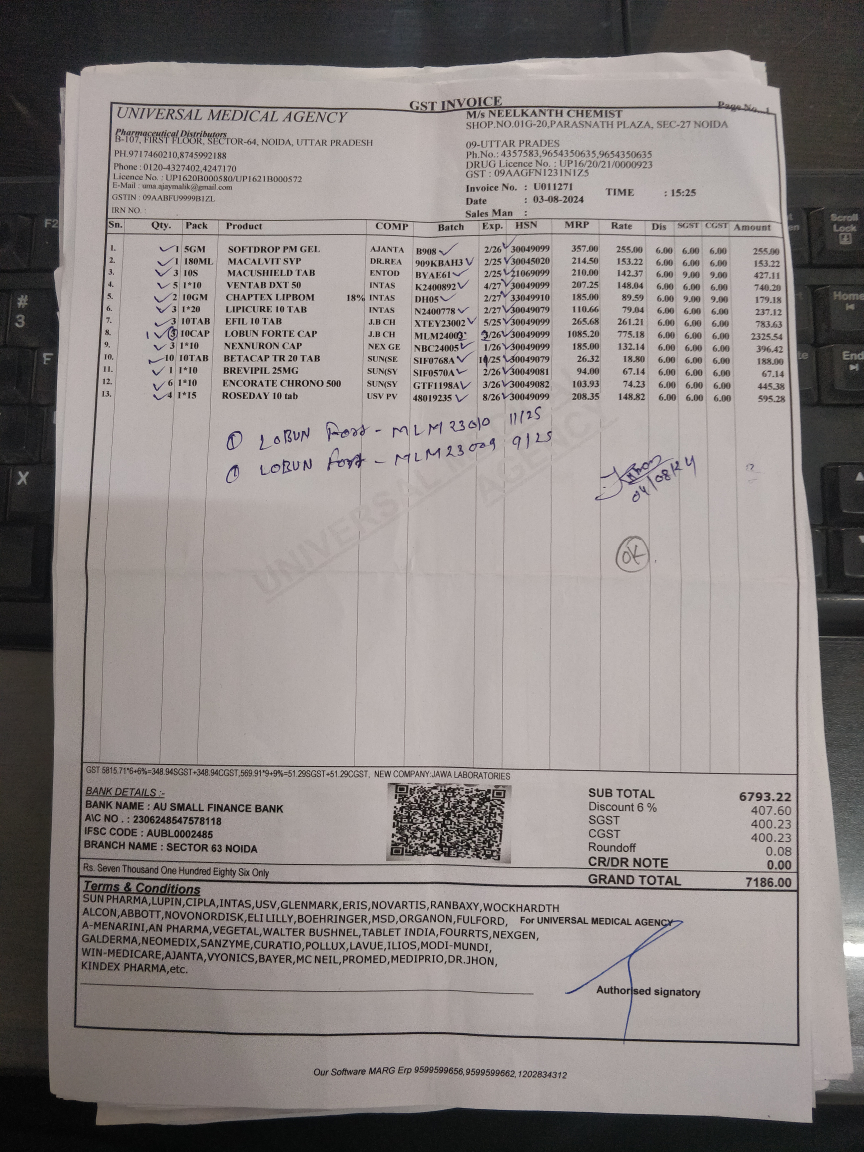 GST INVOICE
Page No. 1
UNIVERSAL MEDICAL AGENCY
Pharmaceutical Distributors
B-107, FIRST FLOOR, SECTOR-64, NOIDA, UTTAR PRADESH
PH.9717460210,8745992188
Phone : 0120-4327402,4247170
Licence No. : UP1620B000580/UP1621B000572
E-Mail : uma.ajaymalik@gmail.com
GSTIN : 09AABFU9999B1ZL
IRN NO. :
M/s NEELKANTH CHEMIST
SHOP.NO.01G-20,PARASNATH PLAZA, SEC-27 NOIDA
09-UTTAR PRADES
Ph.No.: 4357583,9654350635,9654350635
DRUG Licence No. : UP16/20/21/0000923
GST : 09AAGFN1231N1Z5
Invoice No. : U011271 TIME : 15:25
Date : 03-08-2024
Sales Man :
Sn. Qty. Pack Product COMP Batch Exp. HSN MRP Rate Dis SGST CGST Amount
1. 1 5GM SOFTDROP PM GEL AJANTA B908 2/26 30049099 357.00 255.00 6.00 6.00 6.00 255.00
2. 1 180ML MACALVIT SYP DR.REA 909KBAH3 2/25 30045020 214.50 153.22 6.00 6.00 6.00 153.22
3. 3 10S MACUSHIELD TAB ENTOD BYAE61 2/25 21069099 210.00 142.37 6.00 9.00 9.00 427.11
4. 5 1*10 VENTAB DXT 50 INTAS K2400892 4/27 30049099 207.25 148.04 6.00 6.00 6.00 740.20
5. 2 10GM CHAPTEX LIPBOM 18% INTAS DH05 2/27 33049910 185.00 89.59 6.00 9.00 9.00 179.18
6. 3 1*20 LIPICURE 10 TAB INTAS N2400778 2/27 30049079 110.66 79.04 6.00 6.00 6.00 237.12
7. 3 10TAB EFIL 10 TAB J.B CH XTEY23002 5/25 30049099 265.68 261.21 6.00 6.00 6.00 783.63
8. 1 3 10CAP LOBUN FORTE CAP J.B CH MLM24003 3/26 30049099 1085.20 775.18 6.00 6.00 6.00 2325.54
9. 3 1*10 NEXNURON CAP NEX GE NBC24005 1/26 30049099 185.00 132.14 6.00 6.00 6.00 396.42
10. 10 10TAB BETACAP TR 20 TAB SUN(SE SIF0768A 11/25 30049079 26.32 18.80 6.00 6.00 6.00 188.00
11. 1 1*10 BREVIPIL 25MG SUN(SY SIF0570A 2/26 30049081 94.00 67.14 6.00 6.00 6.00 67.14
12. 6 1*10 ENCORATE CHRONO 500 SUN(SY GTF1198A 3/26 30049082 103.93 74.23 6.00 6.00 6.00 445.38
13. 4 1*15 ROSEDAY 10 tab USV PV 48019235 8/26 30049099 208.35 148.82 6.00 6.00 6.00 595.28
① LOBUN Fort - MLM23010 11/25
① LOBUN Fort - MLM23009 9/25
04/08/24
OK
UNIVERSAL MEDICAL AGENCY
GST 5815.71*6+6%=348.94SGST+348.94CGST,569.91*9+9%=51.29SGST+51.29CGST, NEW COMPANY:JAWA LABORATORIES
BANK DETAILS :-
BANK NAME : AU SMALL FINANCE BANK
A\C NO . : 2306248547578118
IFSC CODE : AUBL0002485
BRANCH NAME : SECTOR 63 NOIDA
SUB TOTAL 6793.22
Discount 6 % 407.60
SGST 400.23
CGST 400.23
Roundoff 0.08
CR/DR NOTE 0.00
GRAND TOTAL 7186.00
Rs. Seven Thousand One Hundred Eighty Six Only
Terms & Conditions
SUN PHARMA,LUPIN,CIPLA,INTAS,USV,GLENMARK,ERIS,NOVARTIS,RANBAXY,WOCKHARDTH
ALCON,ABBOTT,NOVONORDISK,ELI LILLY,BOEHRINGER,MSD,ORGANON,FULFORD,
A-MENARINI,AN PHARMA,VEGETAL,WALTER BUSHNEL,TABLET INDIA,FOURRTS,NEXGEN,
GALDERMA,NEOMEDIX,SANZYME,CURATIO,POLLUX,LAVUE,ILIOS,MODI-MUNDI,
WIN-MEDICARE,AJANTA,VYONICS,BAYER,MC NEIL,PROMED,MEDIPRIO,DR.JHON,
KINDEX PHARMA,etc.
For UNIVERSAL MEDICAL AGENCY
Authorised signatory
Our Software MARG Erp 9599599656,9599599662,1202834312
F2
#
3
X
Scroll
Lock
Home
End